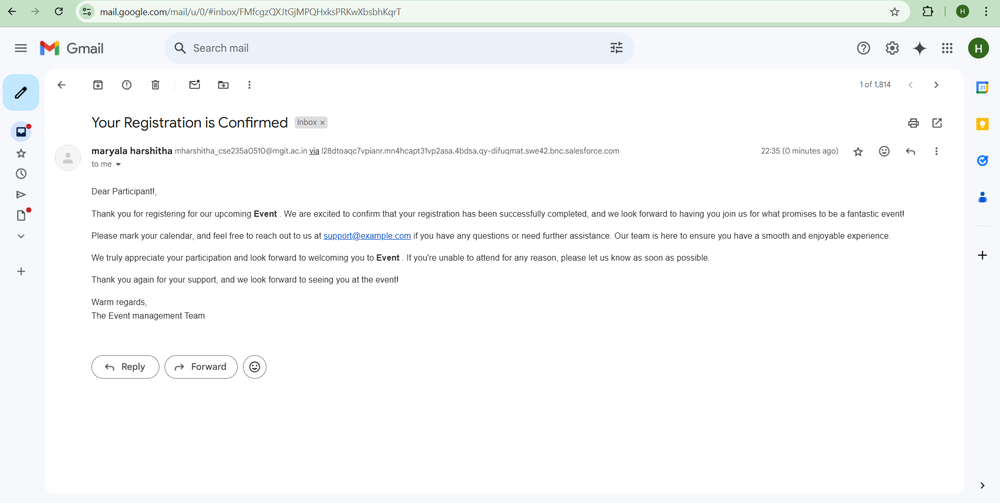 mail.google.com/mail/u/0/#inbox/FMfcgzQXJtGjMPQHxksPRKwXbsbhKqrT
H
Gmail
Search mail
H
1 of 1,814
31
Your Registration is Confirmed
Inbox ×
maryala harshitha mharshitha_cse235a0510@mgit.ac.in via l28dtoaqc7vpianr.mn4hcapt31vp2asa.4bdsa.qy-difuqmat.swe42.bnc.salesforce.com
22:35 (0 minutes ago)
to me
Dear Participant!,
Thank you for registering for our upcoming Event . We are excited to confirm that your registration has been successfully completed, and we look forward to having you join us for what promises to be a fantastic event!
Please mark your calendar, and feel free to reach out to us at support@example.com if you have any questions or need further assistance. Our team is here to ensure you have a smooth and enjoyable experience.
We truly appreciate your participation and look forward to welcoming you to Event . If you're unable to attend for any reason, please let us know as soon as possible.
Thank you again for your support, and we look forward to seeing you at the event!
Warm regards,
The Event management Team
Reply
Forward